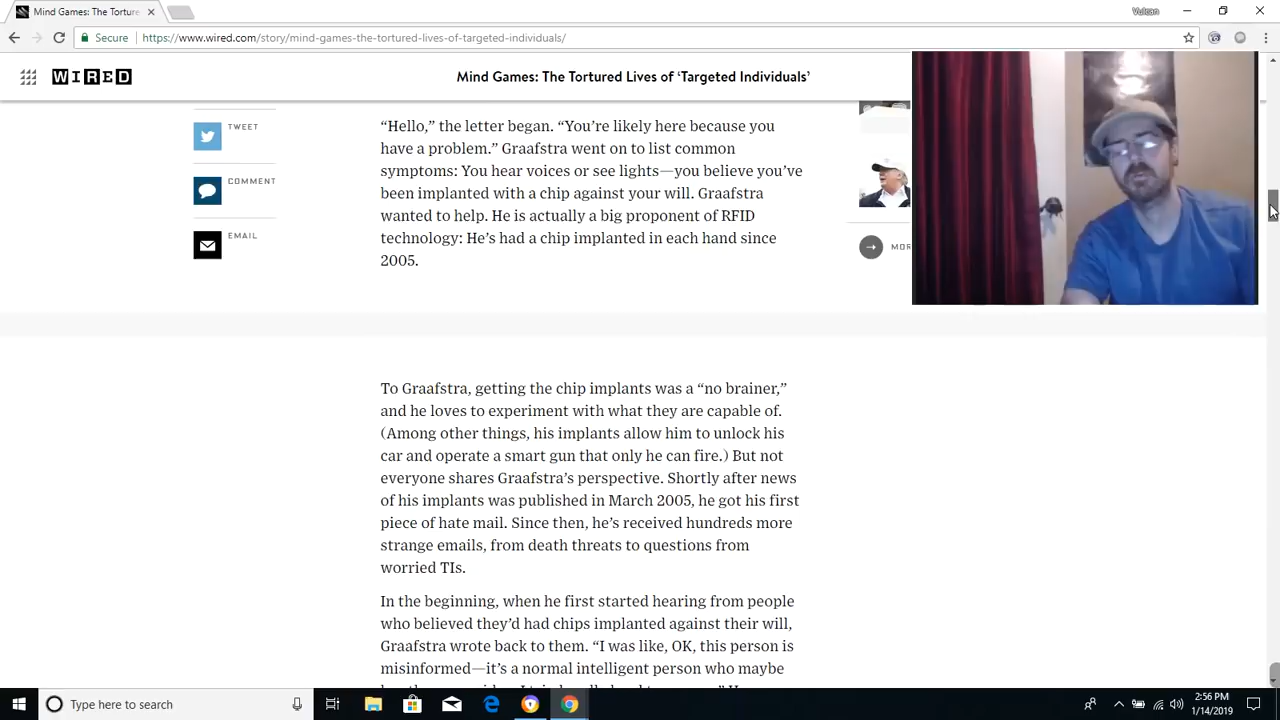 Mind Games: The Torture
Vulcan
Secure
https://www.wired.com/story/mind-games-the-tortured-lives-of-targeted-individuals/
WIRED
Mind Games: The Tortured Lives of ‘Targeted Individuals’
TWEET
COMMENT
EMAIL
“Hello,” the letter began. “You’re likely here because you
have a problem.” Graafstra went on to list common
symptoms: You hear voices or see lights—you believe you’ve
been implanted with a chip against your will. Graafstra
wanted to help. He is actually a big proponent of RFID
technology: He’s had a chip implanted in each hand since
2005.
MOR
To Graafstra, getting the chip implants was a “no brainer,”
and he loves to experiment with what they are capable of.
(Among other things, his implants allow him to unlock his
car and operate a smart gun that only he can fire.) But not
everyone shares Graafstra’s perspective. Shortly after news
of his implants was published in March 2005, he got his first
piece of hate mail. Since then, he’s received hundreds more
strange emails, from death threats to questions from
worried TIs.
In the beginning, when he first started hearing from people
who believed they’d had chips implanted against their will,
Graafstra wrote back to them. “I was like, OK, this person is
misinformed—it’s a normal intelligent person who maybe
Type here to search
2:56 PM
1/14/2019